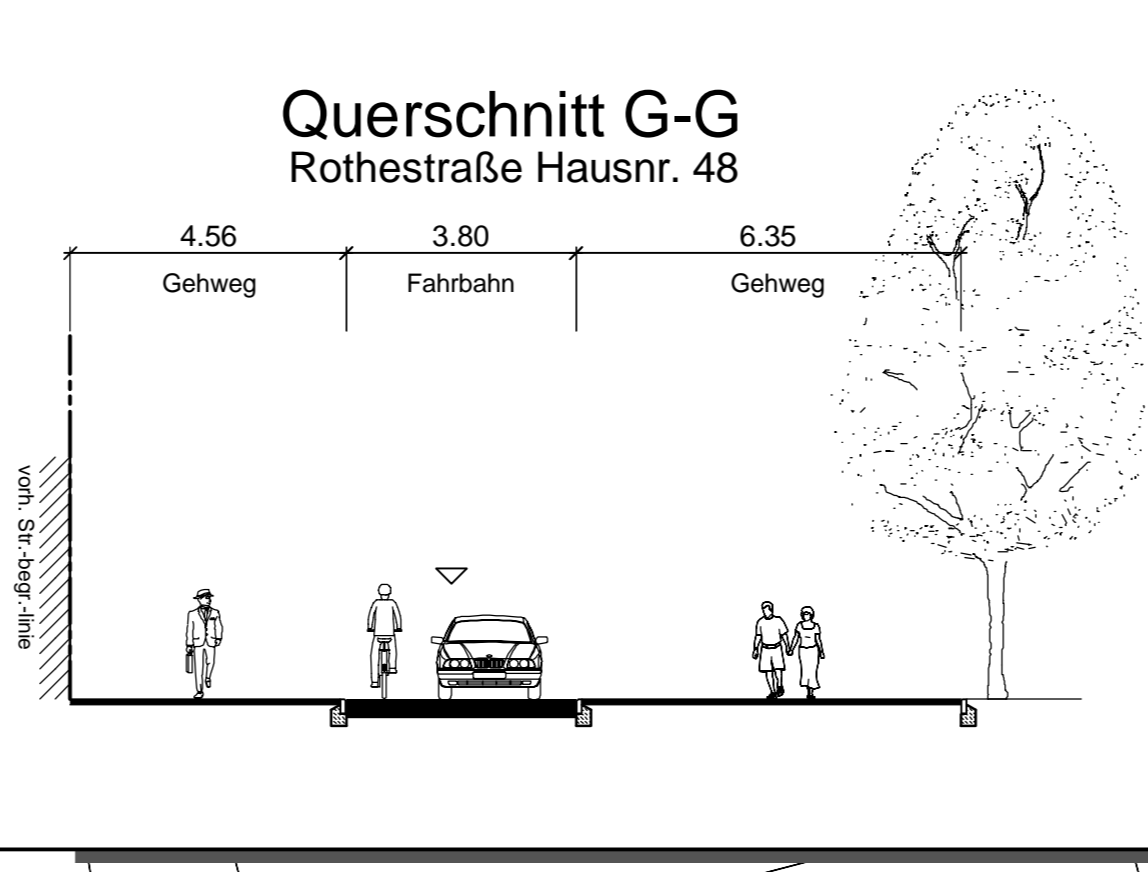 Querschnitt G-G
Rothestraße Hausnr. 48
4.56 3.80 6.35
Gehweg Fahrbahn Gehweg
vorh. Str.-begr.-linie